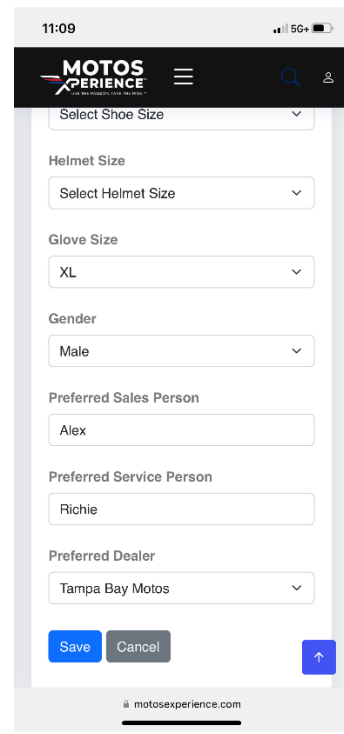 11:09
5G+
MOTOS
XPERIENCE
Select Shoe Size
Helmet Size
Select Helmet Size
Glove Size
XL
Gender
Male
Preferred Sales Person
Alex
Preferred Service Person
Richie
Preferred Dealer
Tampa Bay Motos
Save
Cancel
motosexperience.com